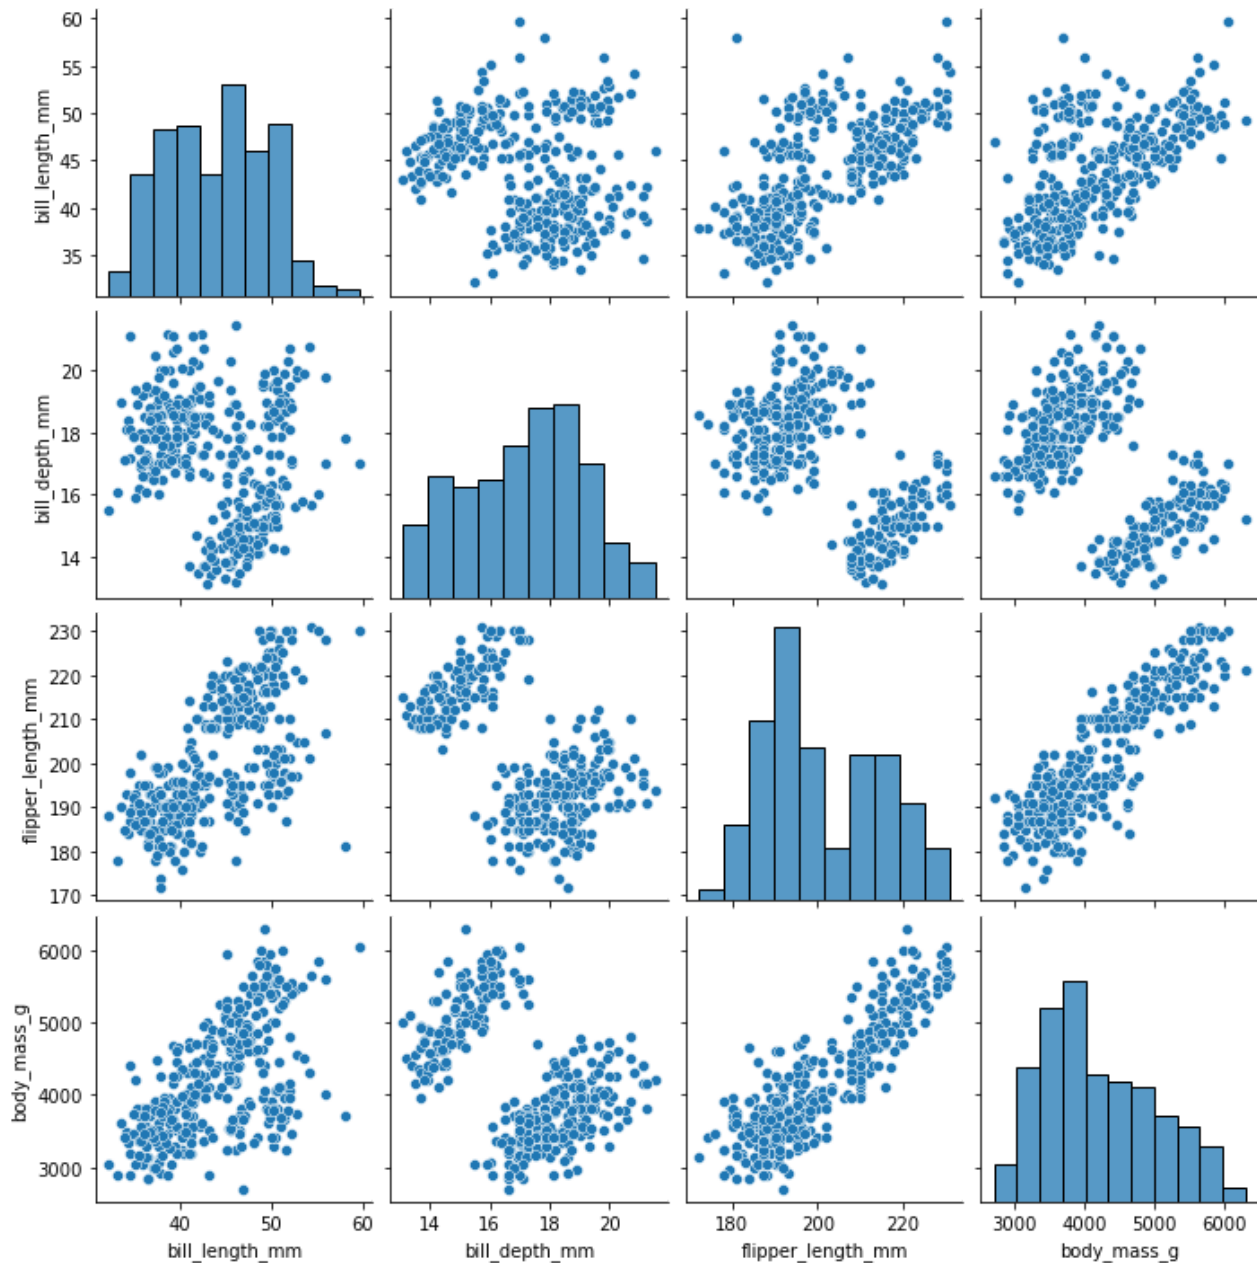 60
55
50
45
40
35
bill_length_mm
20
18
16
14
bill_depth_mm
230
220
210
200
190
180
170
flipper_length_mm
6000
5000
4000
3000
body_mass_g
40 50 60
bill_length_mm
14 16 18 20
bill_depth_mm
180 200 220
flipper_length_mm
3000 4000 5000 6000
body_mass_g